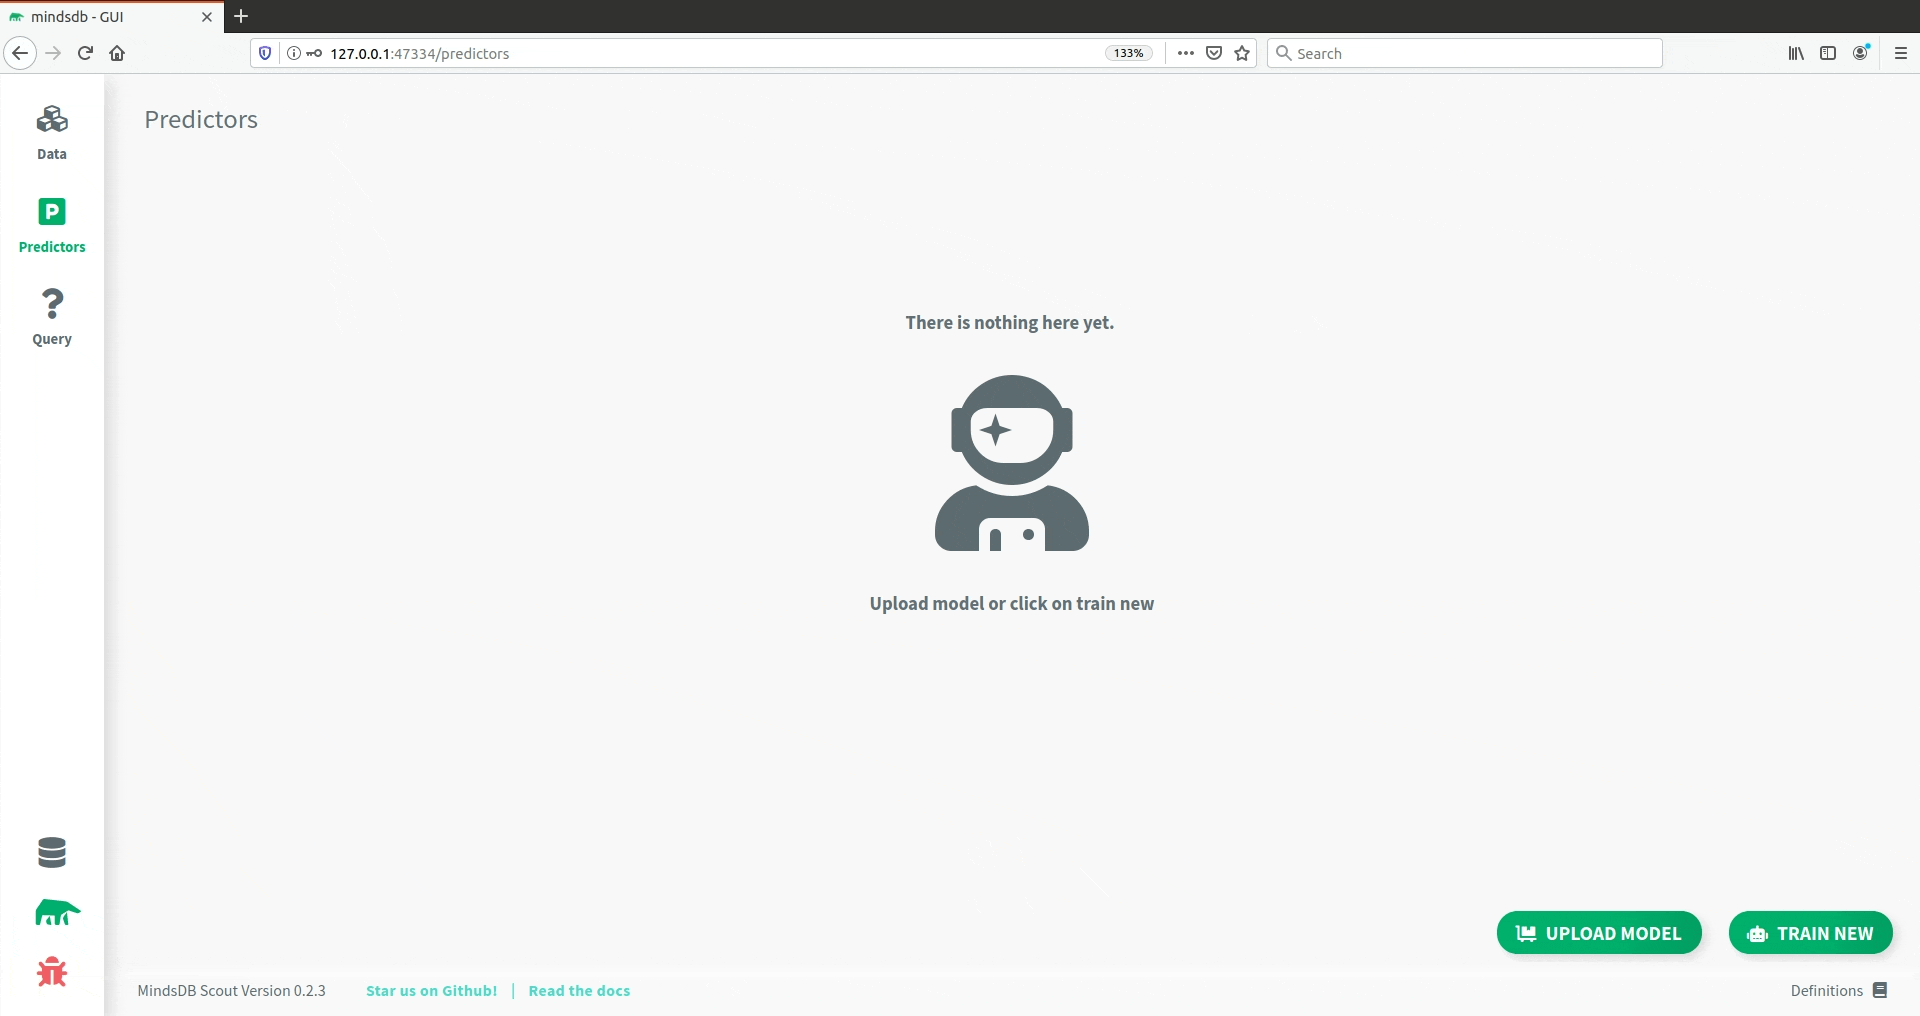 mindsdb - GUI
127.0.0.1:47334/predictors
133%
Search
Data
P
Predictors
?
Query
Predictors
There is nothing here yet.
Upload model or click on train new
UPLOAD MODEL
TRAIN NEW
MindsDB Scout Version 0.2.3
Star us on Github! | Read the docs
Definitions